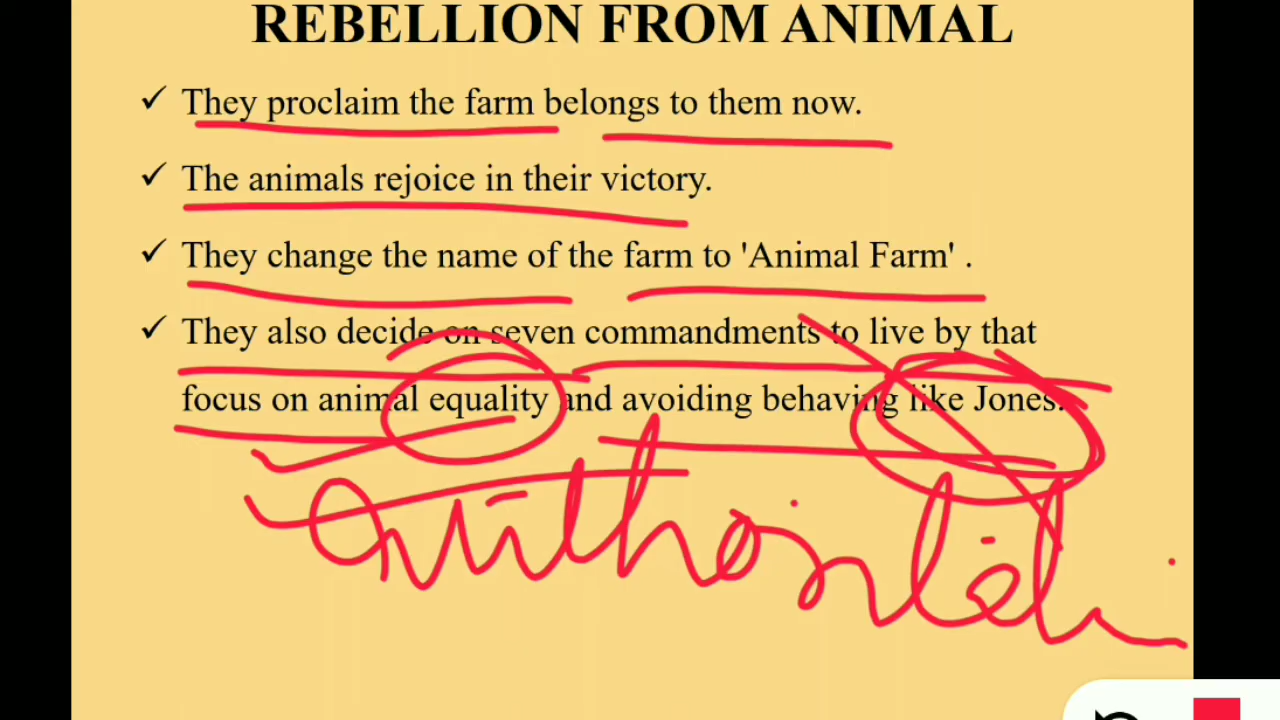 REBELLION FROM ANIMAL
✓ They proclaim the farm belongs to them now.
✓ The animals rejoice in their victory.
✓ They change the name of the farm to 'Animal Farm' .
✓ They also decide on seven commandments to live by that
focus on animal equality and avoiding behaving like Jones.